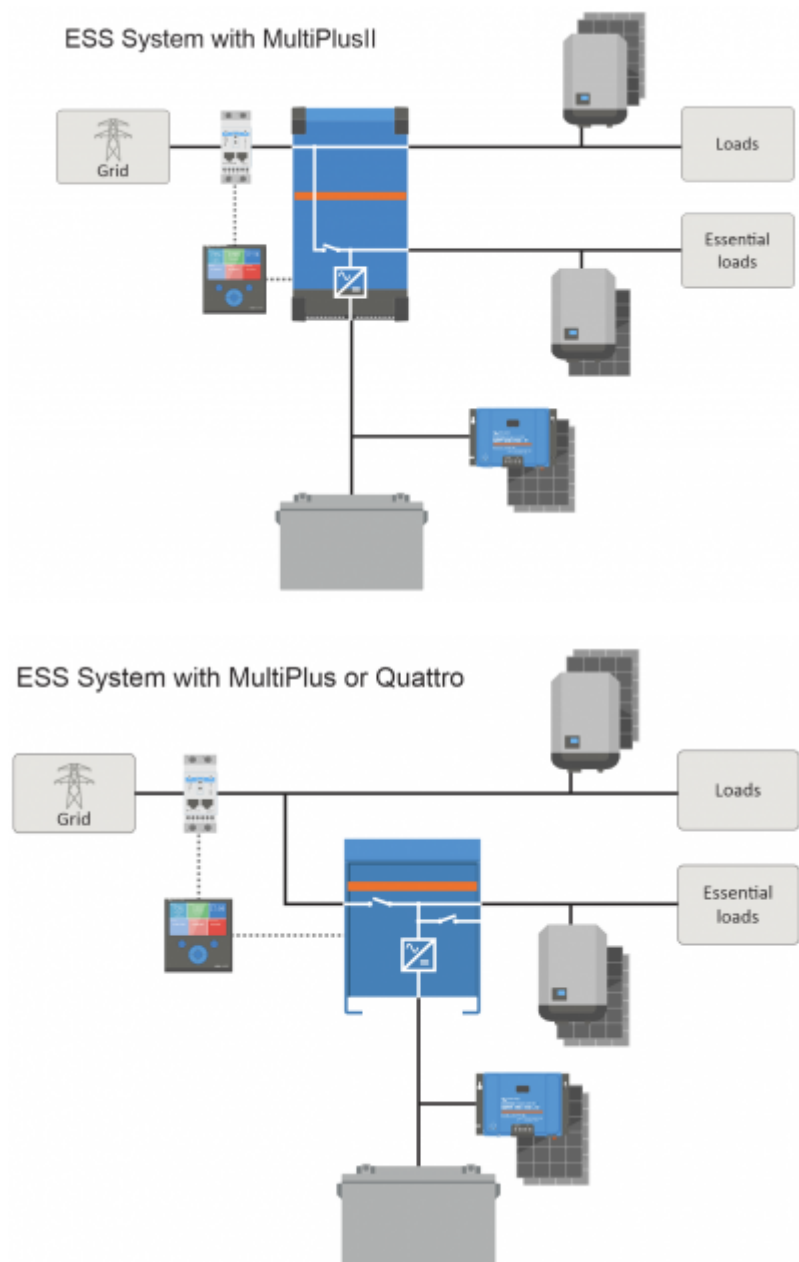 ESS System with MultiPlusII
Grid
Loads
Essential
loads
ESS System with MultiPlus or Quattro
Grid
Loads
Essential
loads